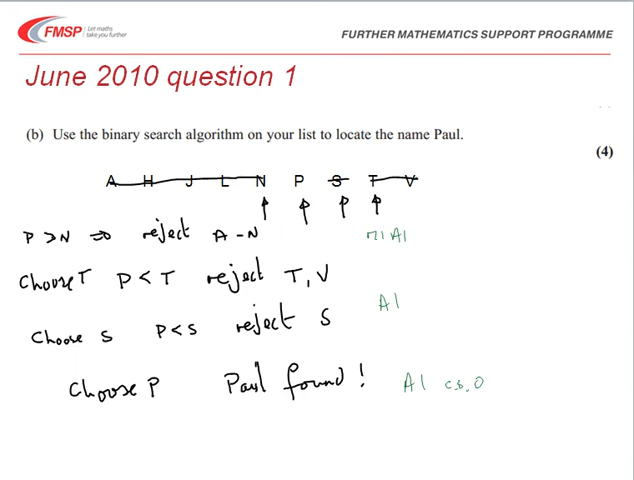 FMSP Let maths take you further
FURTHER MATHEMATICS SUPPORT PROGRAMME
June 2010 question 1
(b) Use the binary search algorithm on your list to locate the name Paul.
(4)
A H J L N P S T V
P > N ⇒ reject A - N M1 A1
Choose T P < T reject T, V
A1
Choose S P < S reject S
Choose P Paul found! A1 c.s.o